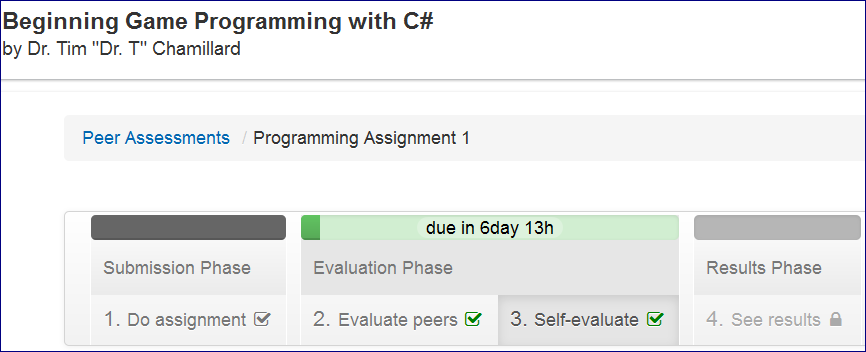 Beginning Game Programming with C#
by Dr. Tim "Dr. T" Chamillard
Peer Assessments / Programming Assignment 1
due in 6day 13h
Submission Phase Evaluation Phase Results Phase
1. Do assignment 2. Evaluate peers 3. Self-evaluate 4. See results